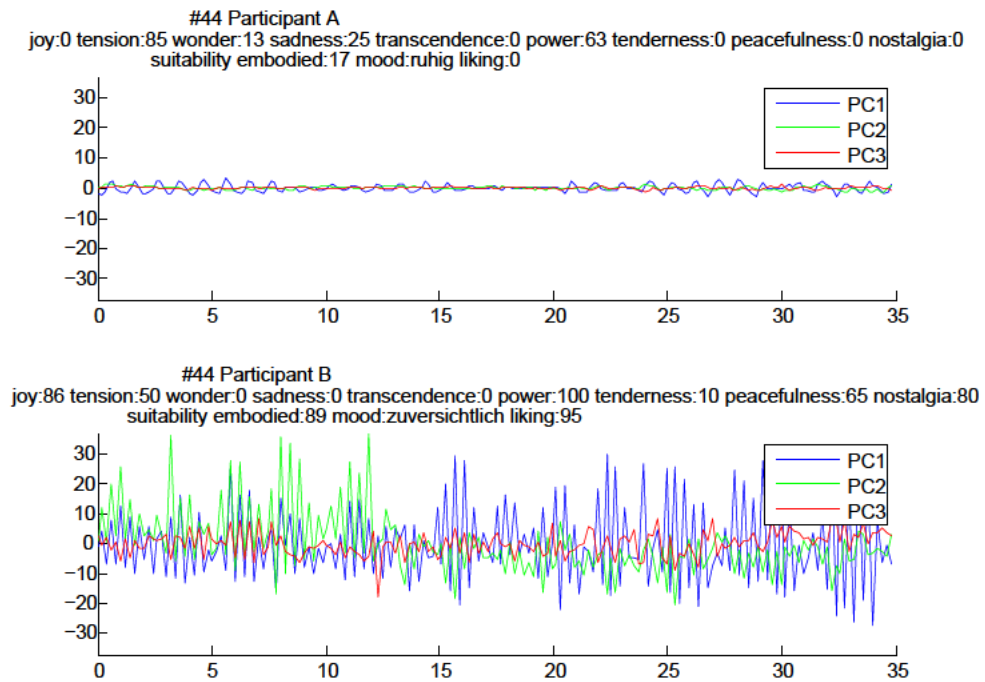 #44 Participant A
joy:0 tension:85 wonder:13 sadness:25 transcendence:0 power:63 tenderness:0 peacefulness:0 nostalgia:0
suitability embodied:17 mood:ruhig liking:0
30
20
10
0
−10
−20
−30
PC1
PC2
PC3
0 5 10 15 20 25 30 35
#44 Participant B
joy:86 tension:50 wonder:0 sadness:0 transcendence:0 power:100 tenderness:10 peacefulness:65 nostalgia:80
suitability embodied:89 mood:zuversichtlich liking:95
30
20
10
0
−10
−20
−30
PC1
PC2
PC3
0 5 10 15 20 25 30 35